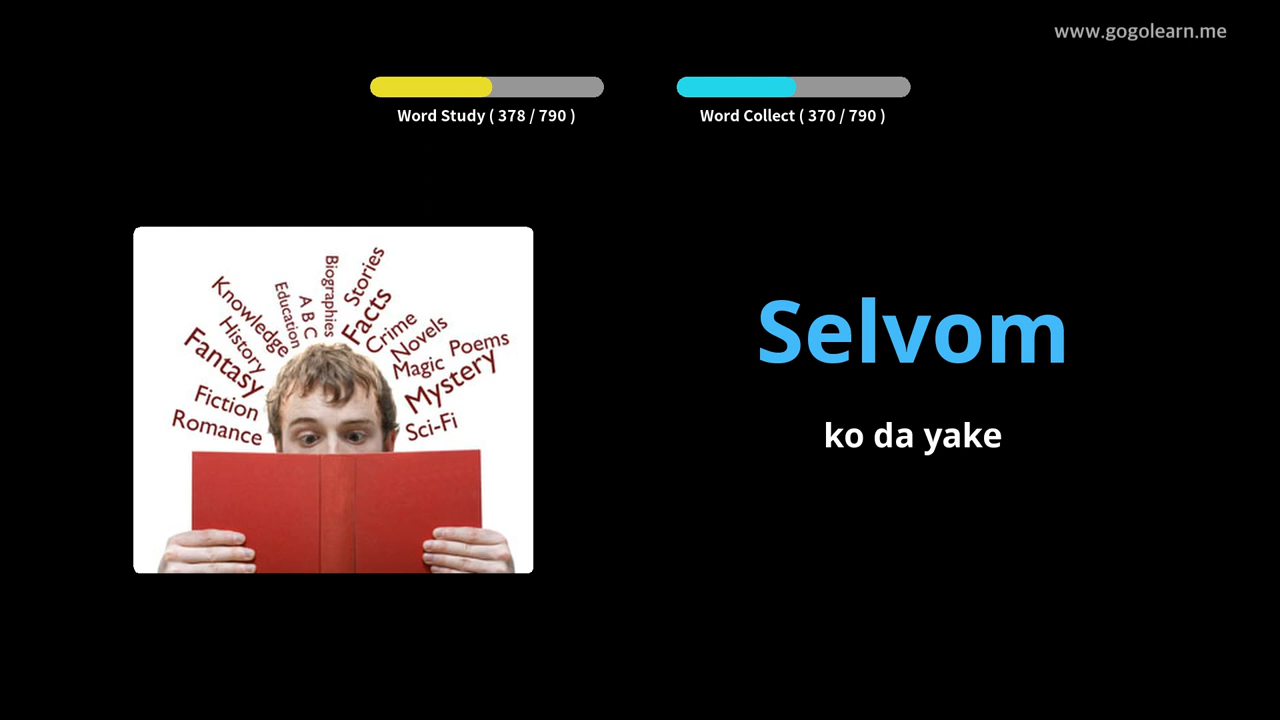 www.gogolearn.me
Word Study ( 378 / 790 )
Word Collect ( 370 / 790 )
Biographies
Stories
Education
A B C
Facts
Knowledge
Crime
History
Novels
Fantasy
Magic
Poems
Mystery
Fiction
Romance
Sci-Fi
Selvom
ko da yake